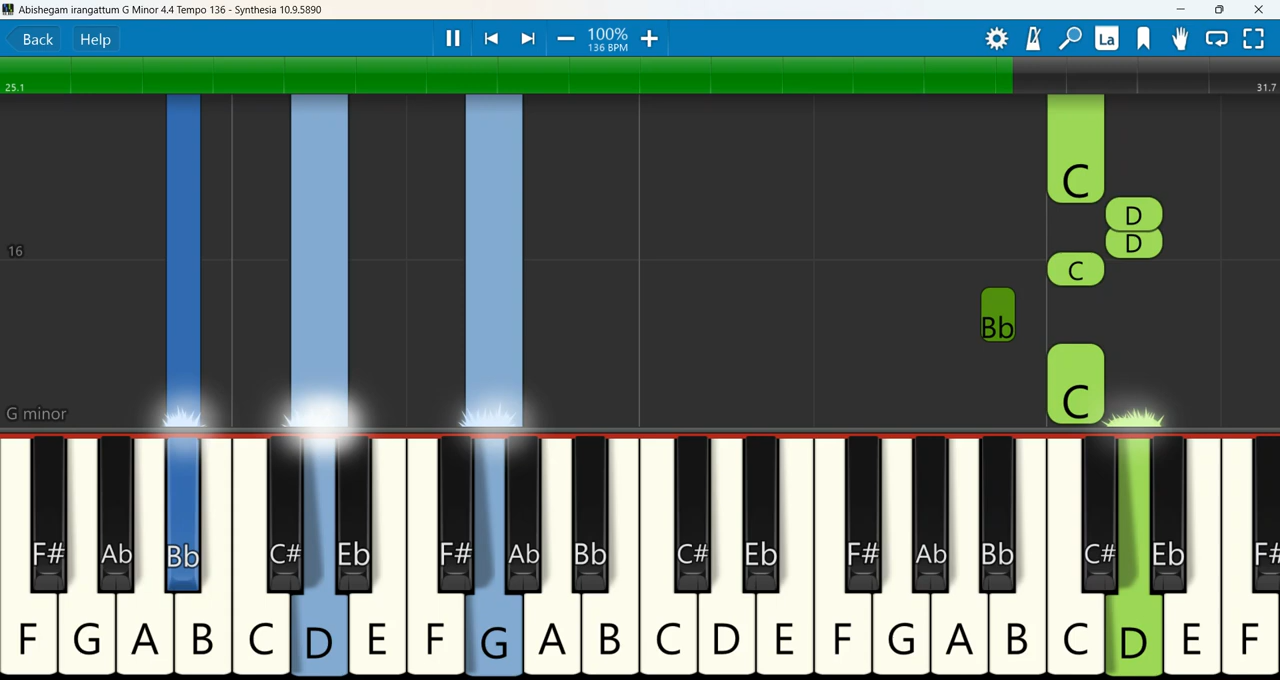 Abishegam irangattum G Minor 4.4 Tempo 136 - Synthesia 10.9.5890
Back Help 100% La
136 BPM
25.1 31.7
C
D
D
16
C
Bb
C
G minor
F# Ab Bb C# Eb F# Ab Bb C# Eb F# Ab Bb C# Eb F#
F G A B C D E F G A B C D E F G A B C D E F